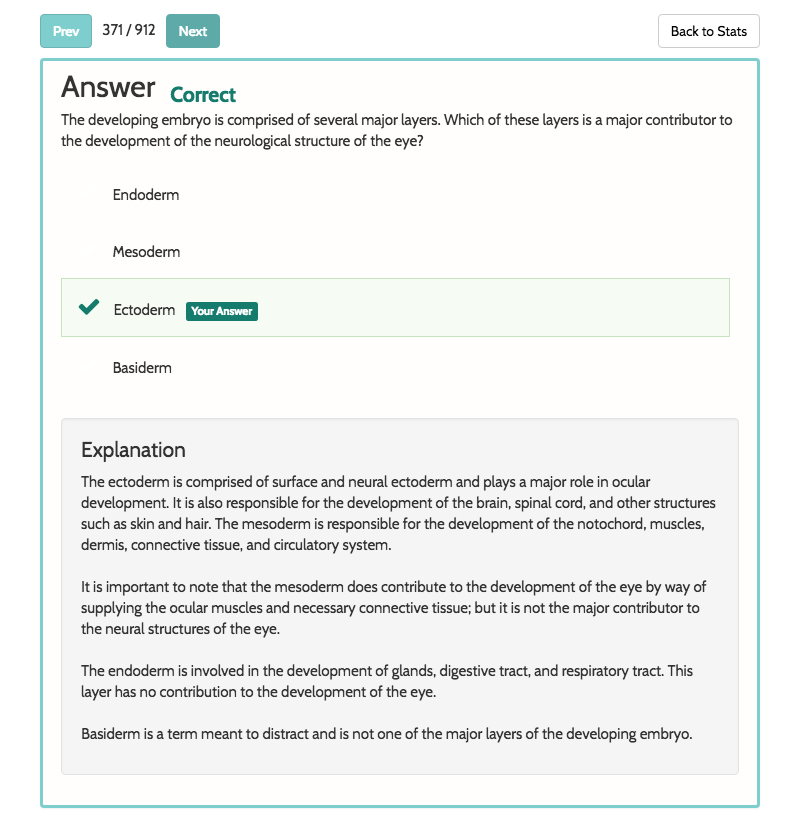 Prev 371 / 912 Next Back to Stats
Answer Correct
The developing embryo is comprised of several major layers. Which of these layers is a major contributor to
the development of the neurological structure of the eye?
Endoderm
Mesoderm
Ectoderm Your Answer
Basiderm
Explanation
The ectoderm is comprised of surface and neural ectoderm and plays a major role in ocular
development. It is also responsible for the development of the brain, spinal cord, and other structures
such as skin and hair. The mesoderm is responsible for the development of the notochord, muscles,
dermis, connective tissue, and circulatory system.
It is important to note that the mesoderm does contribute to the development of the eye by way of
supplying the ocular muscles and necessary connective tissue; but it is not the major contributor to
the neural structures of the eye.
The endoderm is involved in the development of glands, digestive tract, and respiratory tract. This
layer has no contribution to the development of the eye.
Basiderm is a term meant to distract and is not one of the major layers of the developing embryo.